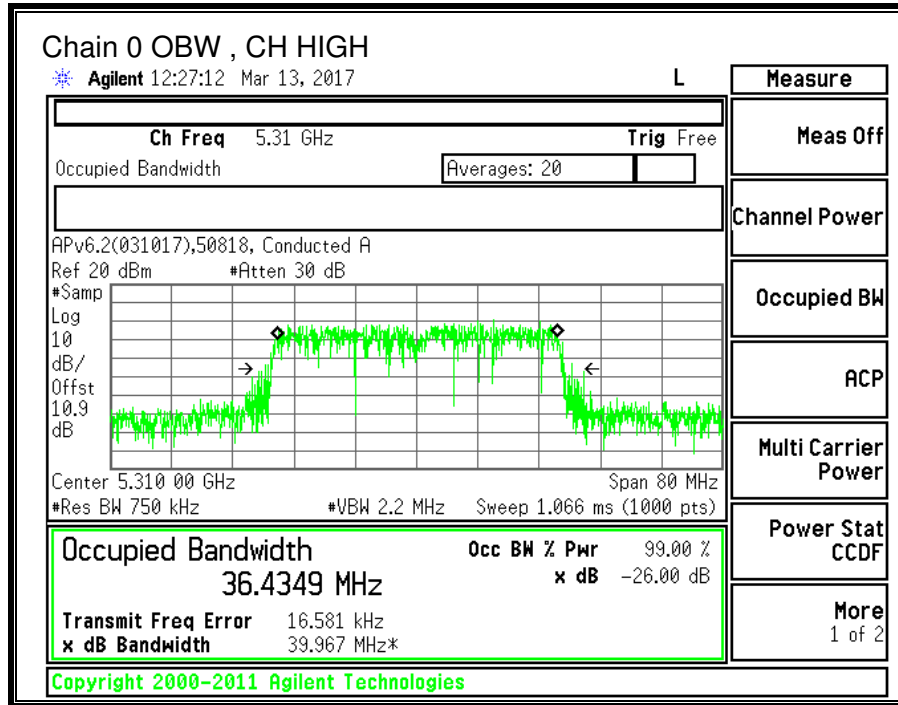 Chain 0 OBW , CH HIGH
Agilent 12:27:12 Mar 13, 2017 L
Measure
Ch Freq 5.31 GHz Trig Free
Occupied Bandwidth Averages: 20
APv6.2(031017),50818, Conducted A
Ref 20 dBm #Atten 30 dB
#Samp
Log
10
dB/
Offst
10.9
dB
Center 5.310 00 GHz Span 80 MHz
#Res BW 750 kHz #VBW 2.2 MHz Sweep 1.066 ms (1000 pts)
Occupied Bandwidth Occ BW % Pwr 99.00 %
36.4349 MHz x dB -26.00 dB
Transmit Freq Error 16.581 kHz
x dB Bandwidth 39.967 MHz*
Copyright 2000-2011 Agilent Technologies
Meas Off
Channel Power
Occupied BW
ACP
Multi Carrier
Power
Power Stat
CCDF
More
1 of 2